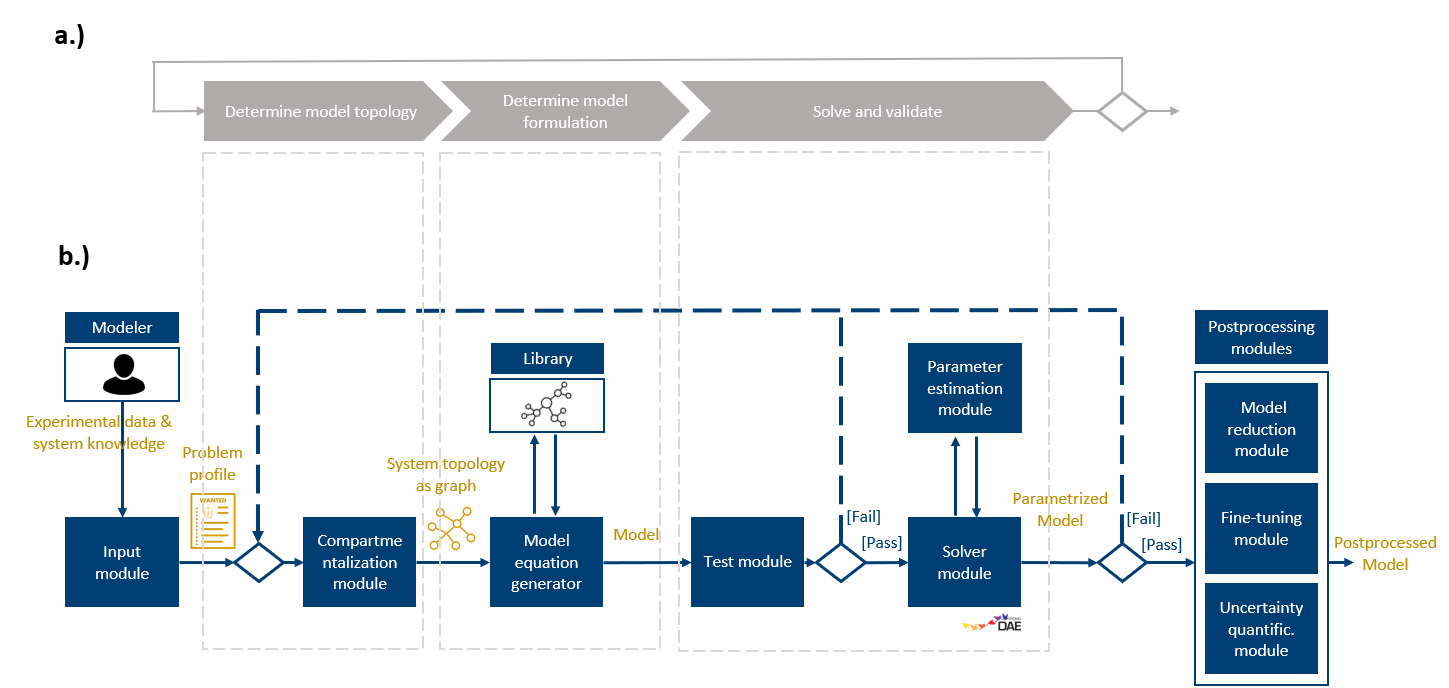 a.)
Determine model topology
Determine model
formulation
Solve and validate
b.)
Modeler
Experimental data &
system knowledge
Input
module
Problem
profile
WANTED
Compartme
ntalization
module
System topology
as graph
Library
Model
equation
generator
Model
Test module
[Fail]
[Pass]
Parameter
estimation
module
Solver
module
DAE
Parametrized
Model
[Fail]
[Pass]
Postprocessing
modules
Model
reduction
module
Fine-tuning
module
Uncertainty
quantific.
module
Postprocessed
Model